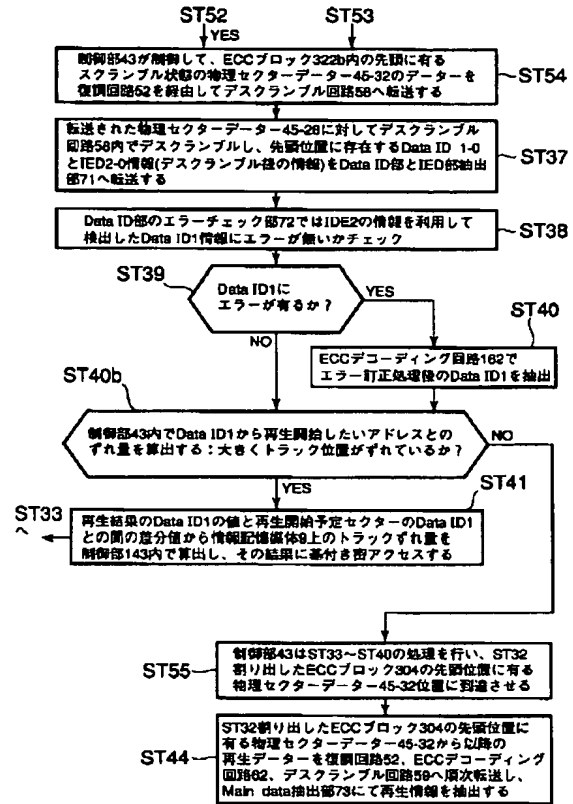 ST52
ST53
YES
制御部43が制御して、ECCブロック322b内の先頭に有る
スクランブル状態の物理セクターデーター45-32のデーターを
復調回路52を経由してデスクランブル回路58へ転送する
ST54
転送された物理セクターデーター45-28に対してデスクランブル
回路58内でデスクランブルし、先頭位置に存在するData ID 1-0
とIED2-0情報(デスクランブル後の情報)をData ID部とIED部抽出
部71へ転送する
ST37
Data ID部のエラーチェック部72ではIDE2の情報を利用して
検出したData ID1情報にエラーが無いかチェック
ST38
ST39
Data ID1に
エラーが有るか?
YES
NO
ST40
ECCデコーディング回路162で
エラー訂正処理後のData ID1を抽出
ST40b
制御部43内でData ID1から再生開始したいアドレスとの
ずれ量を算出する:大きくトラック位置がずれているか?
NO
YES
ST41
ST33
へ
再生結果のData ID1の値と再生開始予定セクターのData ID1
との間の差分値から情報記憶媒体9上のトラックずれ量を
制御部143内で算出し、その結果に基付き密アクセスする
制御部43はST33~ST40の処理を行い、ST32
割り出したECCブロック304の先頭位置に有る
物理セクターデーター45-32位置に到達させる
ST55
ST32割り出したECCブロック304の先頭位置に
有る物理セクターデーター45-32から以降の
再生データーを復調回路52、ECCデコーディング
回路62、デスクランブル回路59へ順次転送し、
Main data抽出部73にて再生情報を抽出する
ST44